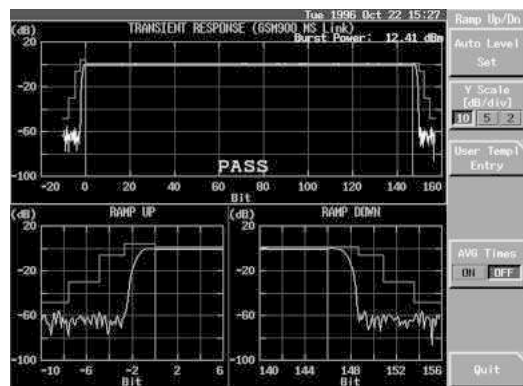 Tue 1996 Oct 22 15:27
(dB)
TRANSIENT RESPONSE (GSM900 MS Link)
Burst Power: 12.41 dBm
20
-20
-60
-100
PASS
-20 0 20 40 60 80 100 120 140 160
Bit
(dB) RAMP UP
20
-20
-60
-100
-10 -6 -2 2 6
Bit
(dB) RAMP DOWN
20
-20
-60
-100
140 144 148 152 156
Bit
Ramp Up/Dn
Auto Level
Set
Y Scale
[dB/div]
10 5 2
User Templ
Entry
AVG Times
ON OFF
Quit